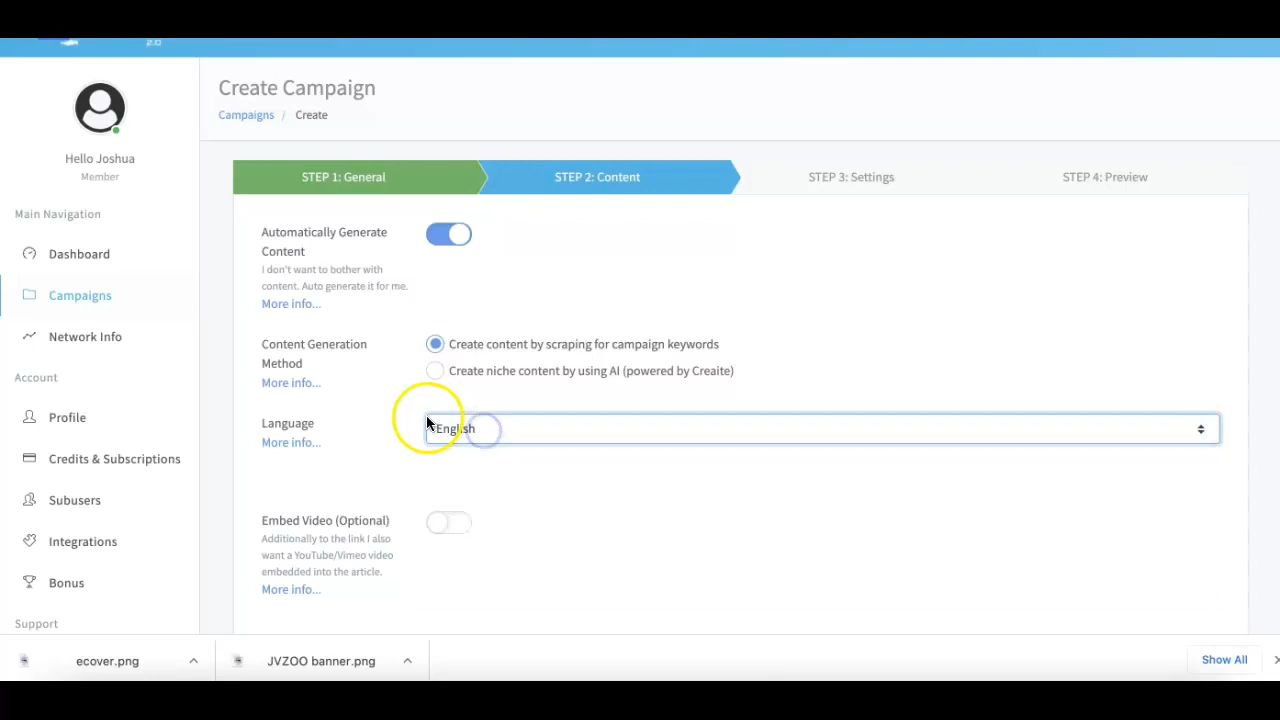 2.0
Create Campaign
Campaigns / Create
Hello Joshua
Member
Main Navigation
Dashboard
Campaigns
Network Info
Account
Profile
Credits & Subscriptions
Subusers
Integrations
Bonus
Support
STEP 1: General
STEP 2: Content
STEP 3: Settings
STEP 4: Preview
Automatically Generate
Content
I don't want to bother with
content. Auto generate it for me.
More info...
Content Generation
Method
More info...
Create content by scraping for campaign keywords
Create niche content by using AI (powered by Creaite)
Language
More info...
English
Embed Video (Optional)
Additionally to the link I also
want a YouTube/Vimeo video
embedded into the article.
More info...
ecover.png
JVZOO banner.png
Show All